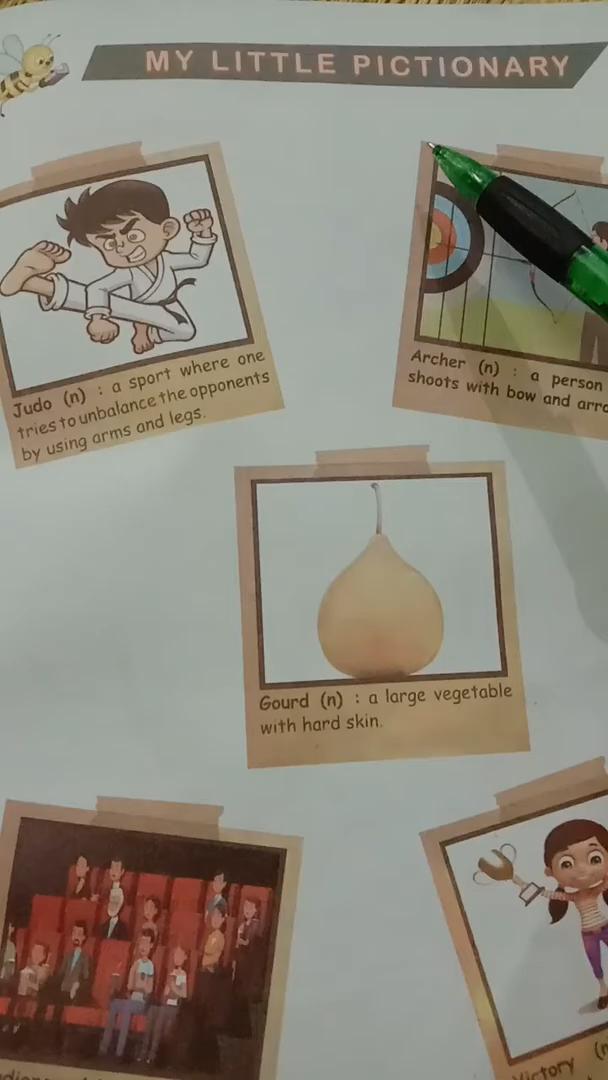 MY LITTLE PICTIONARY
Judo (n) : a sport where one
tries to unbalance the opponents
by using arms and legs.
Archer (n) : a person
shoots with bow and
Gourd (n) : a large vegetable
with hard skin.
Victory